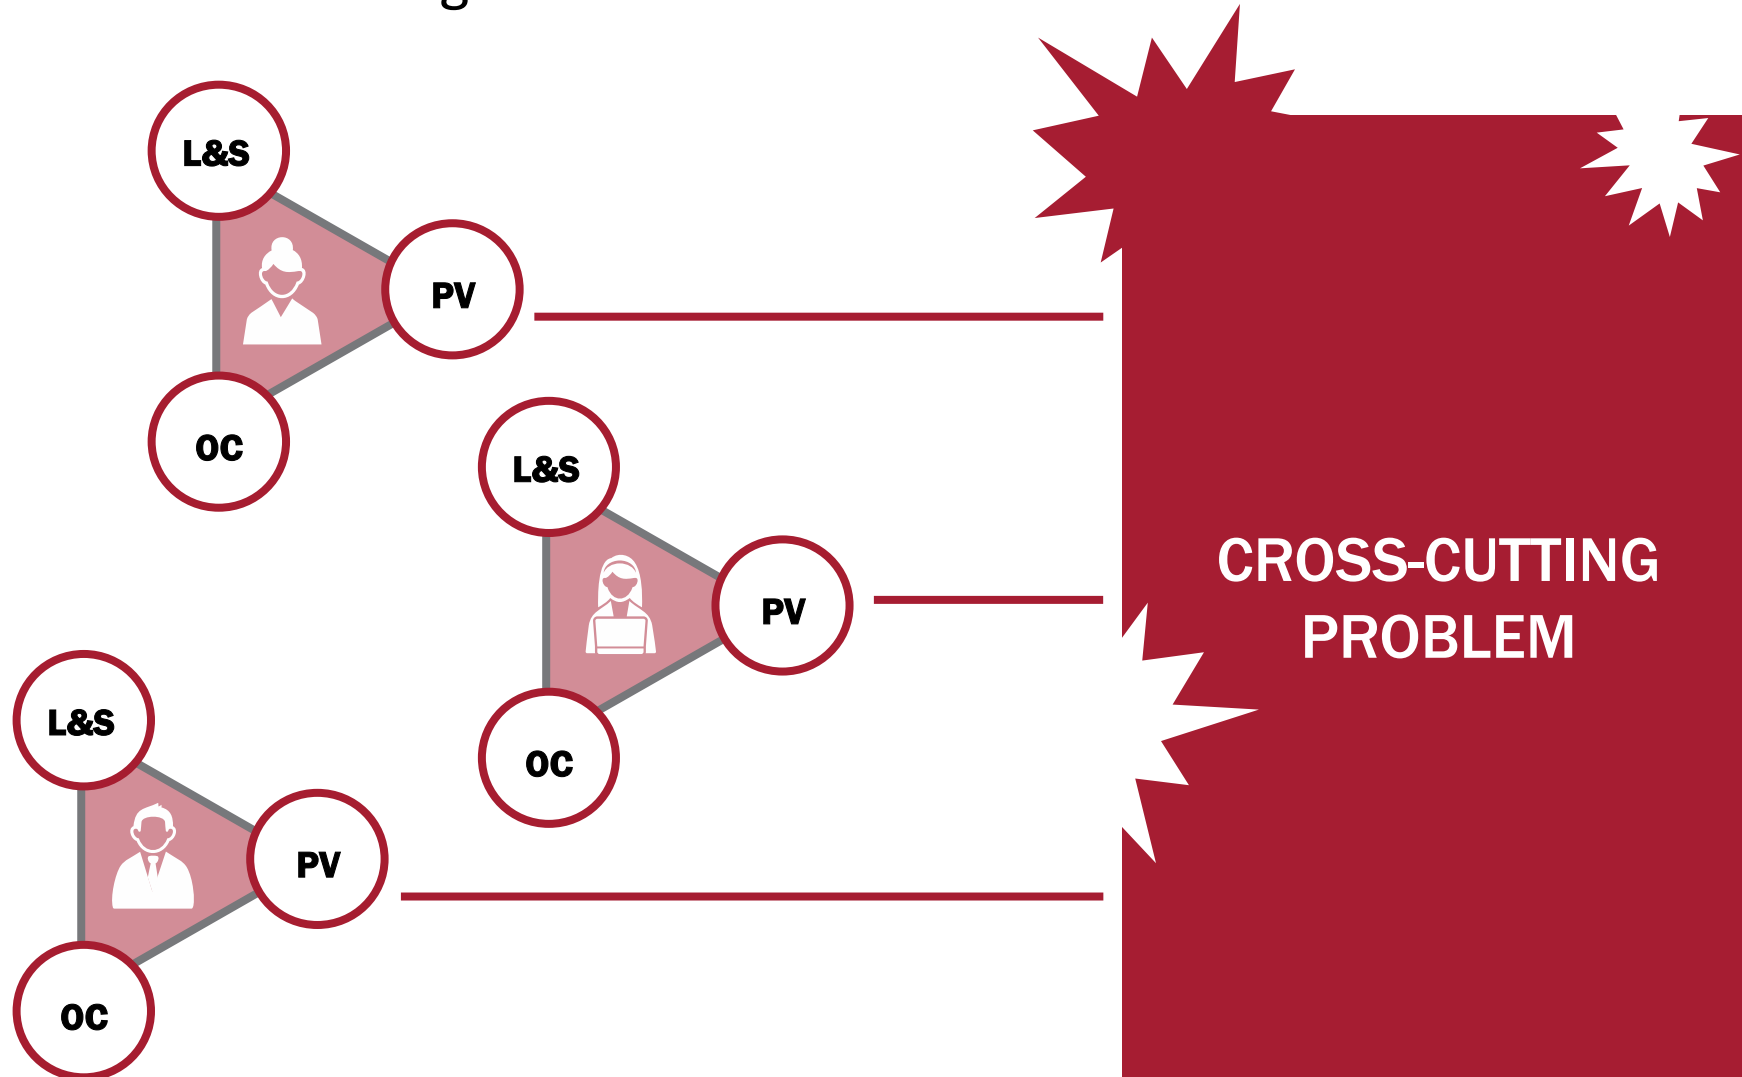 L&S
PV
OC
L&S
PV
OC
L&S
PV
OC
CROSS-CUTTING
PROBLEM